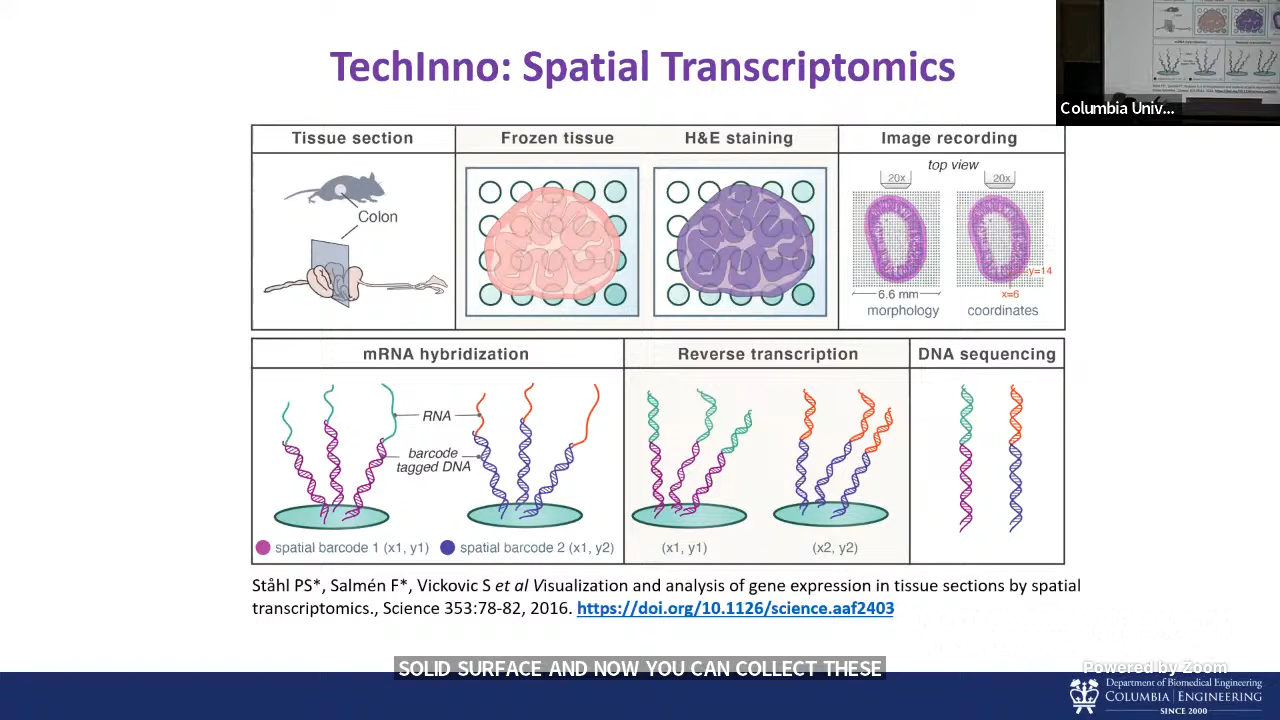 TechInno: Spatial Transcriptomics
Columbia Univ...
Tissue section
Frozen tissue
H&E staining
Image recording
Colon
top view
20x
20x
y=14
x=6
6.6 mm
morphology
coordinates
mRNA hybridization
Reverse transcription
DNA sequencing
RNA
barcode
tagged DNA
spatial barcode 1 (x1, y1)
spatial barcode 2 (x1, y2)
(x1, y1)
(x2, y2)
Ståhl PS*, Salmén F*, Vickovic S et al Visualization and analysis of gene expression in tissue sections by spatial
transcriptomics., Science 353:78-82, 2016. https://doi.org/10.1126/science.aaf2403
SOLID SURFACE AND NOW YOU CAN COLLECT THESE
Powered by Zoom
Department of Biomedical Engineering
COLUMBIA | ENGINEERING
SINCE 2000